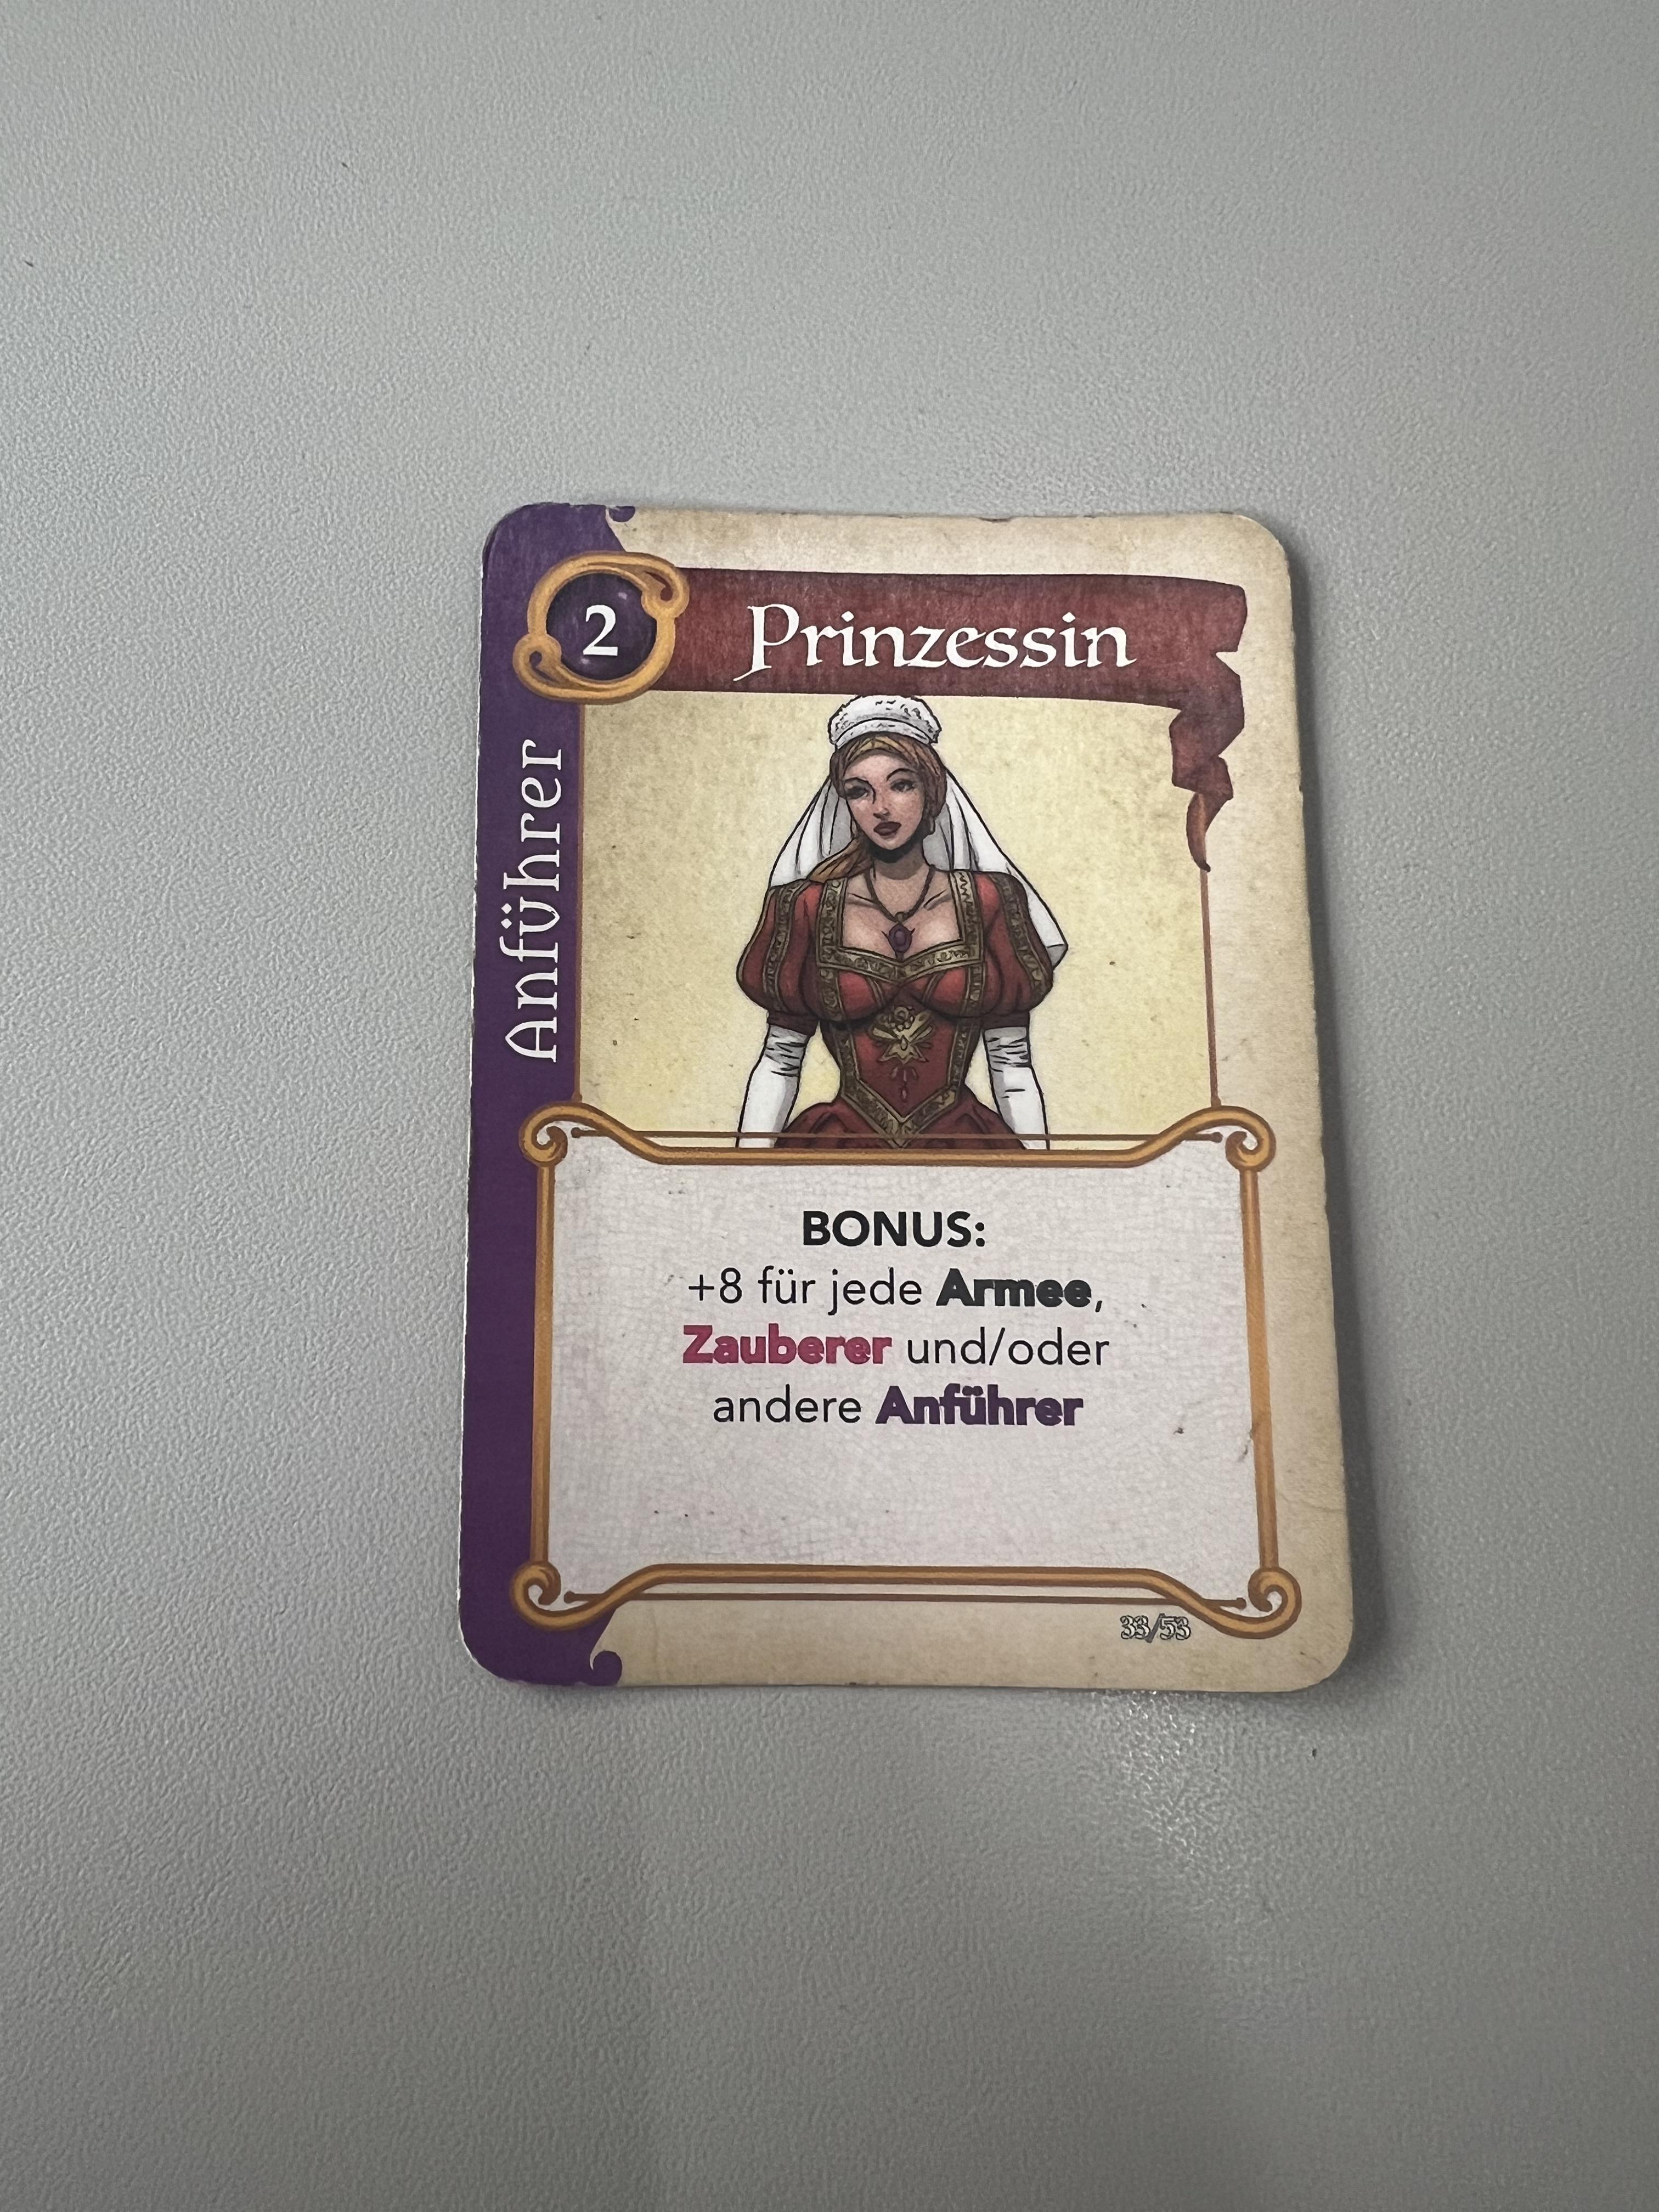 2
Prinzessin
Anführer
BONUS:
+8 für jede Armee,
Zauberer und/oder
andere Anführer
33/53